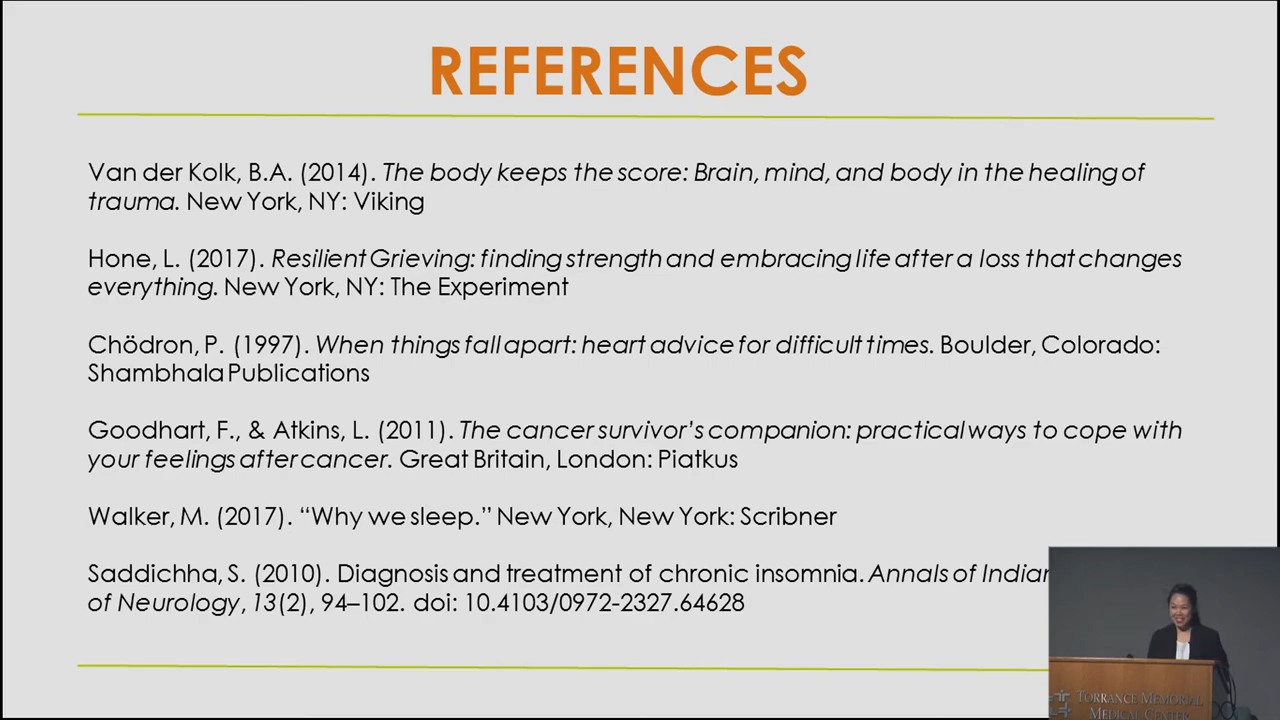 REFERENCES
Van der Kolk, B.A. (2014). The body keeps the score: Brain, mind, and body in the healing of
trauma. New York, NY: Viking
Hone, L. (2017). Resilient Grieving: finding strength and embracing life after a loss that changes
everything. New York, NY: The Experiment
Chödron, P. (1997). When things fall apart: heart advice for difficult times. Boulder, Colorado:
Shambhala Publications
Goodhart, F., & Atkins, L. (2011). The cancer survivor's companion: practical ways to cope with
your feelings after cancer. Great Britain, London: Piatkus
Walker, M. (2017). “Why we sleep.” New York, New York: Scribner
Saddichha, S. (2010). Diagnosis and treatment of chronic insomnia. Annals of Indian
of Neurology, 13(2), 94–102. doi: 10.4103/0972-2327.64628
TORRANCE MEMORIAL
MEDICAL CENTER